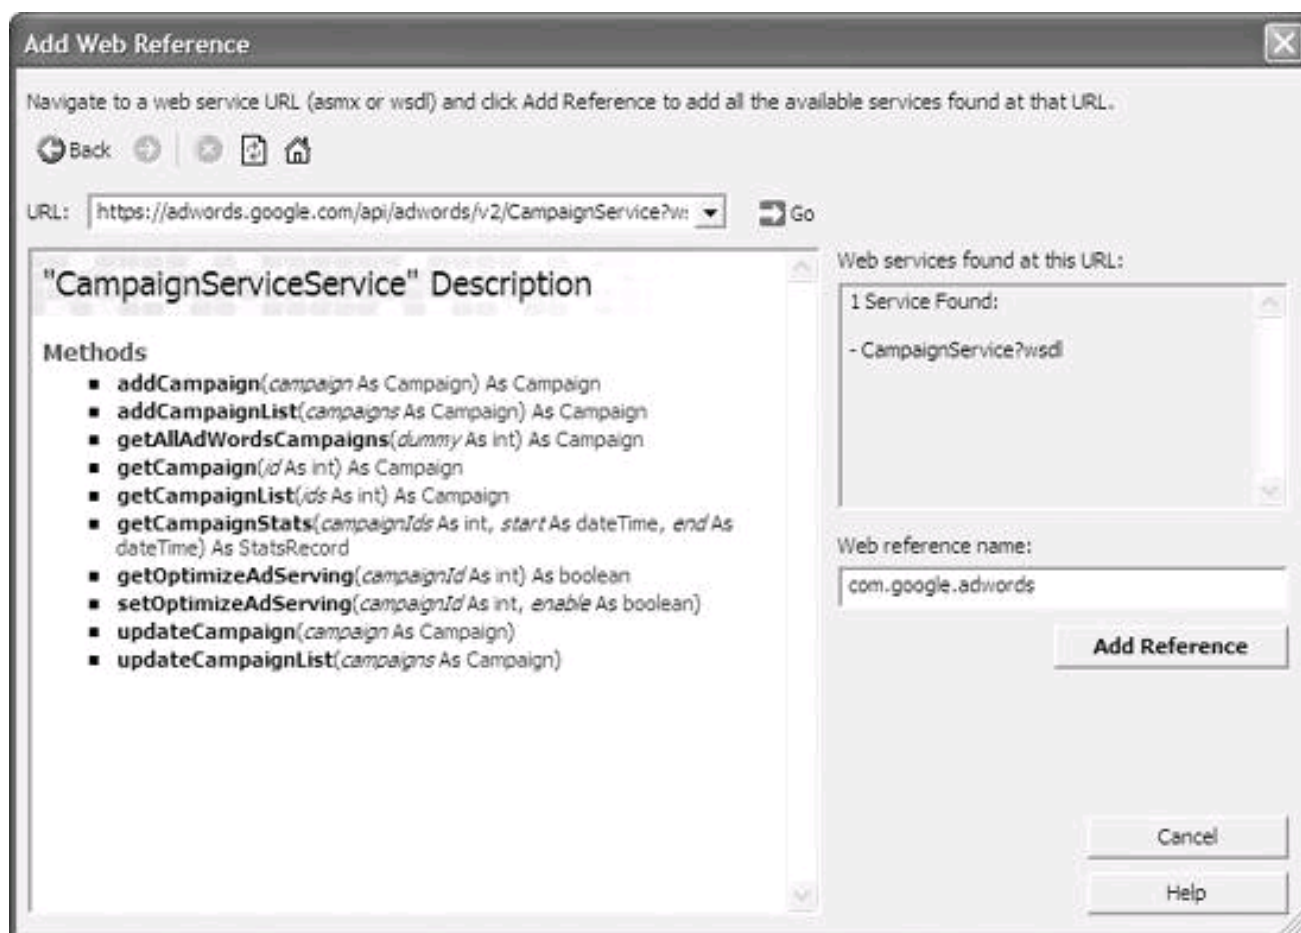 Add Web Reference
Navigate to a web service URL (asmx or wsdl) and click Add Reference to add all the available services found at that URL.
Back
URL: https://adwords.google.com/api/adwords/v2/CampaignService?w Go
"CampaignServiceService" Description
Methods
addCampaign(campaign As Campaign) As Campaign
addCampaignList(campaigns As Campaign) As Campaign
getAllAdWordsCampaigns(dummy As int) As Campaign
getCampaign(id As int) As Campaign
getCampaignList(ids As int) As Campaign
getCampaignStats(campaignIds As int, start As dateTime, end As
dateTime) As StatsRecord
getOptimizeAdServing(campaignId As int) As boolean
setOptimizeAdServing(campaignId As int, enable As boolean)
updateCampaign(campaign As Campaign)
updateCampaignList(campaigns As Campaign)
Web services found at this URL:
1 Service Found:
- CampaignService?wsdl
Web reference name:
com.google.adwords
Add Reference
Cancel
Help